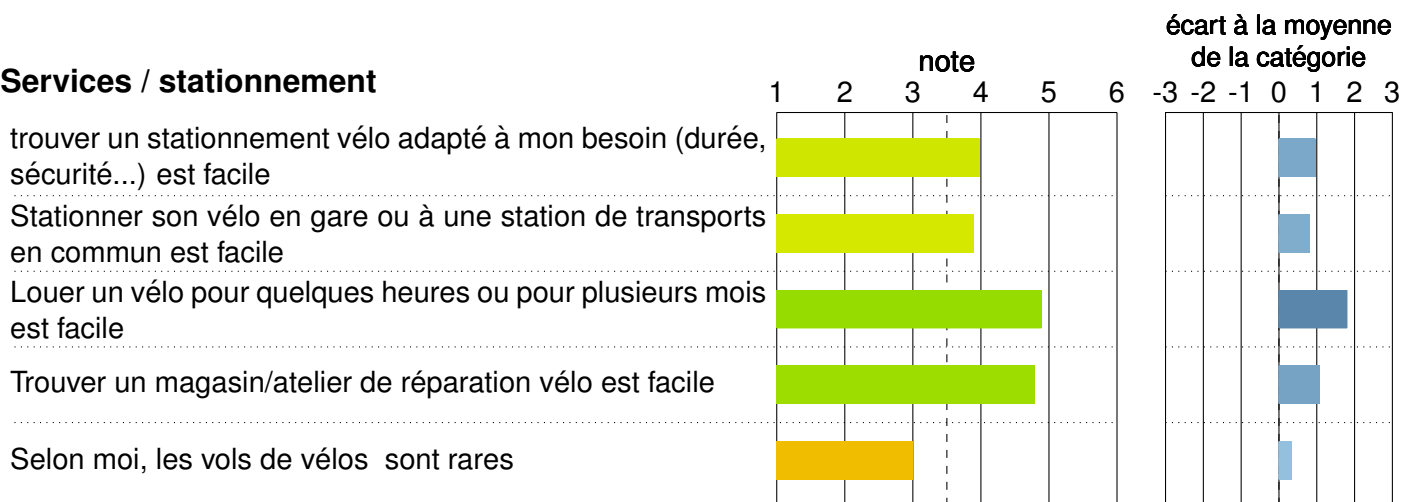 écart à la moyenne
de la catégorie
note
Services / stationnement
1 2 3 4 5 6
-3 -2 -1 0 1 2 3
trouver un stationnement vélo adapté à mon besoin (durée,
sécurité...) est facile
Stationner son vélo en gare ou à une station de transports
en commun est facile
Louer un vélo pour quelques heures ou pour plusieurs mois
est facile
Trouver un magasin/atelier de réparation vélo est facile
Selon moi, les vols de vélos sont rares